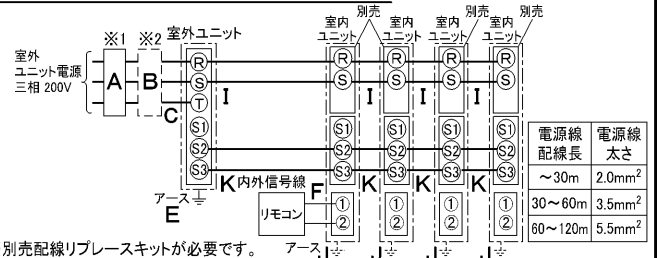 ※1 ※2 室外ユニット
室内ユニット 別売 室内ユニット 室内ユニット 別売 室内ユニット 別売
室外
ユニット電源
三相 200V
A B C
R S T S1 S2 S3
I I I I
R S S1 S2 S3 ① ②
R S S1 S2 S3 ① ②
R S S1 S2 S3 ① ②
R S S1 S2 S3 ① ②
K 内外信号線 F K K K
アース
E
リモコン
アース
電源線配線長 電源線太さ
～30m 2.0mm²
30～60m 3.5mm²
60～120m 5.5mm²
別売配線リプレースキットが必要です。